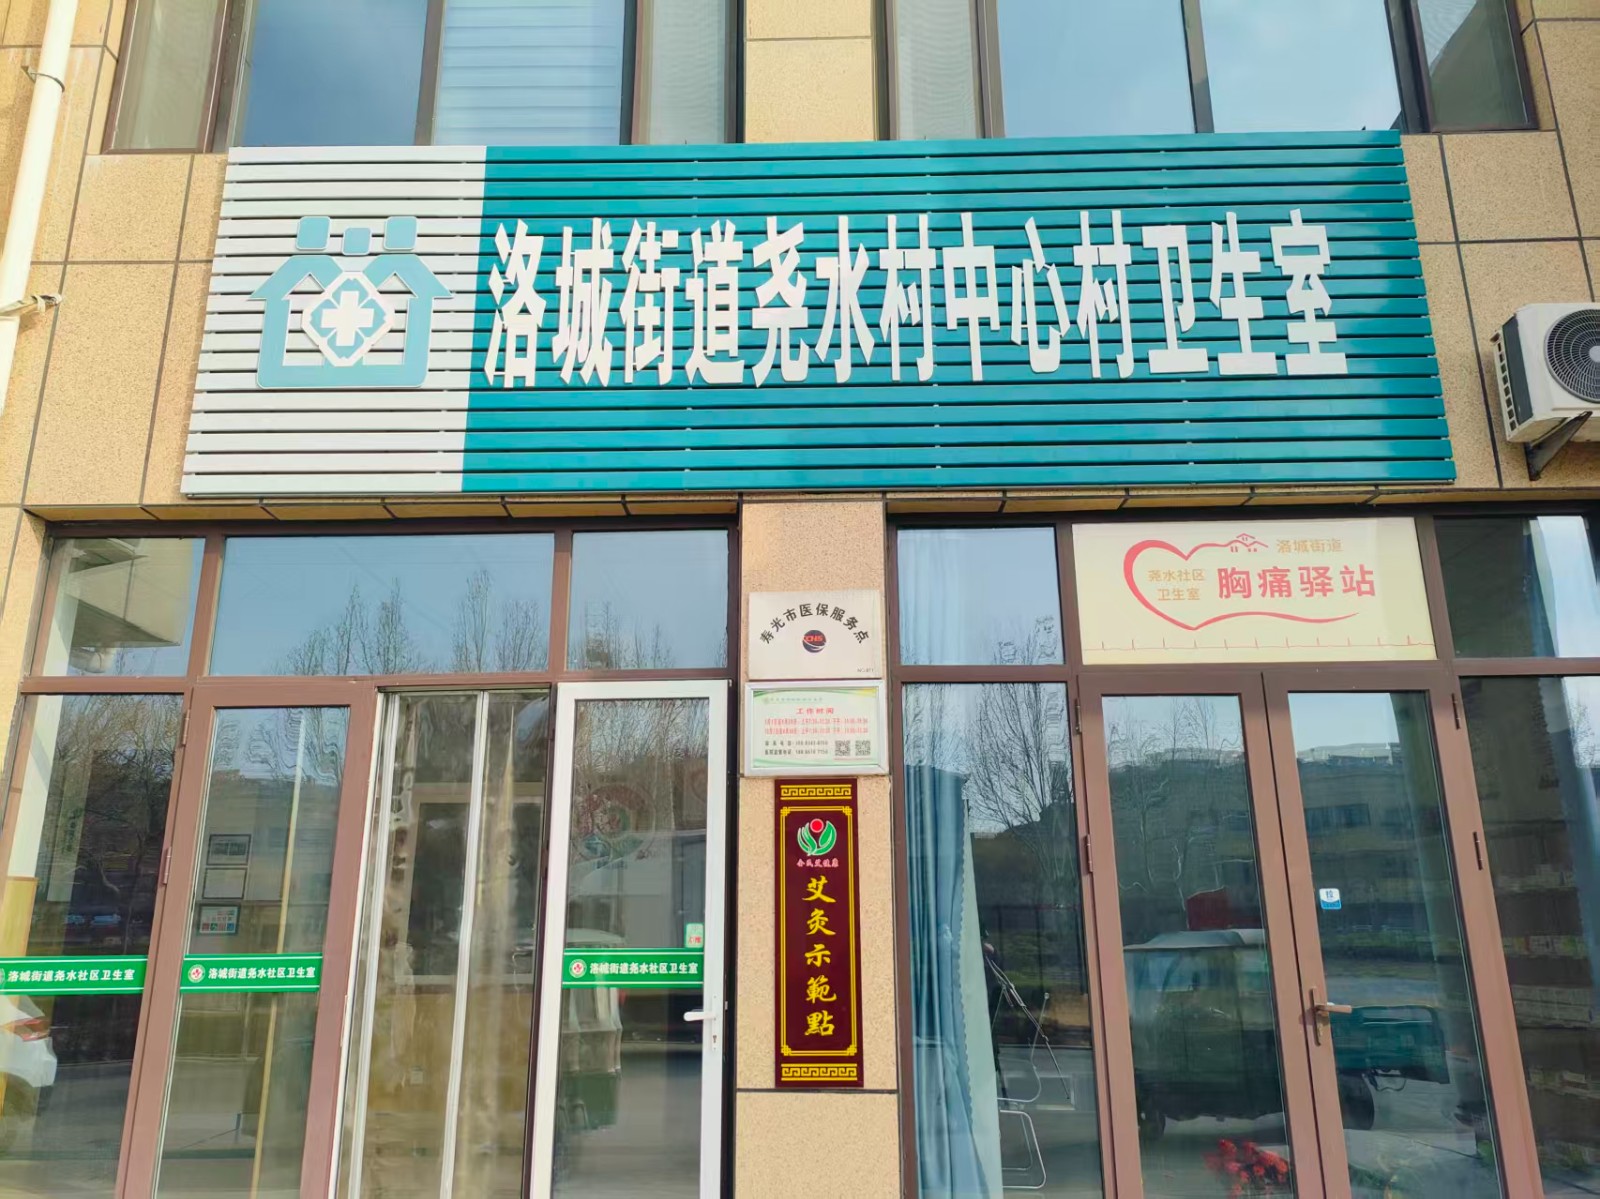 洛城街道尧水村中心村卫生室
洛城街道
尧水社区
卫生室
胸痛驿站
寿光市医保服务点
CHS
工作时间
艾灸示範點
洛城街道尧水社区卫生室
洛城街道尧水社区卫生室
洛城街道尧水社区卫生室